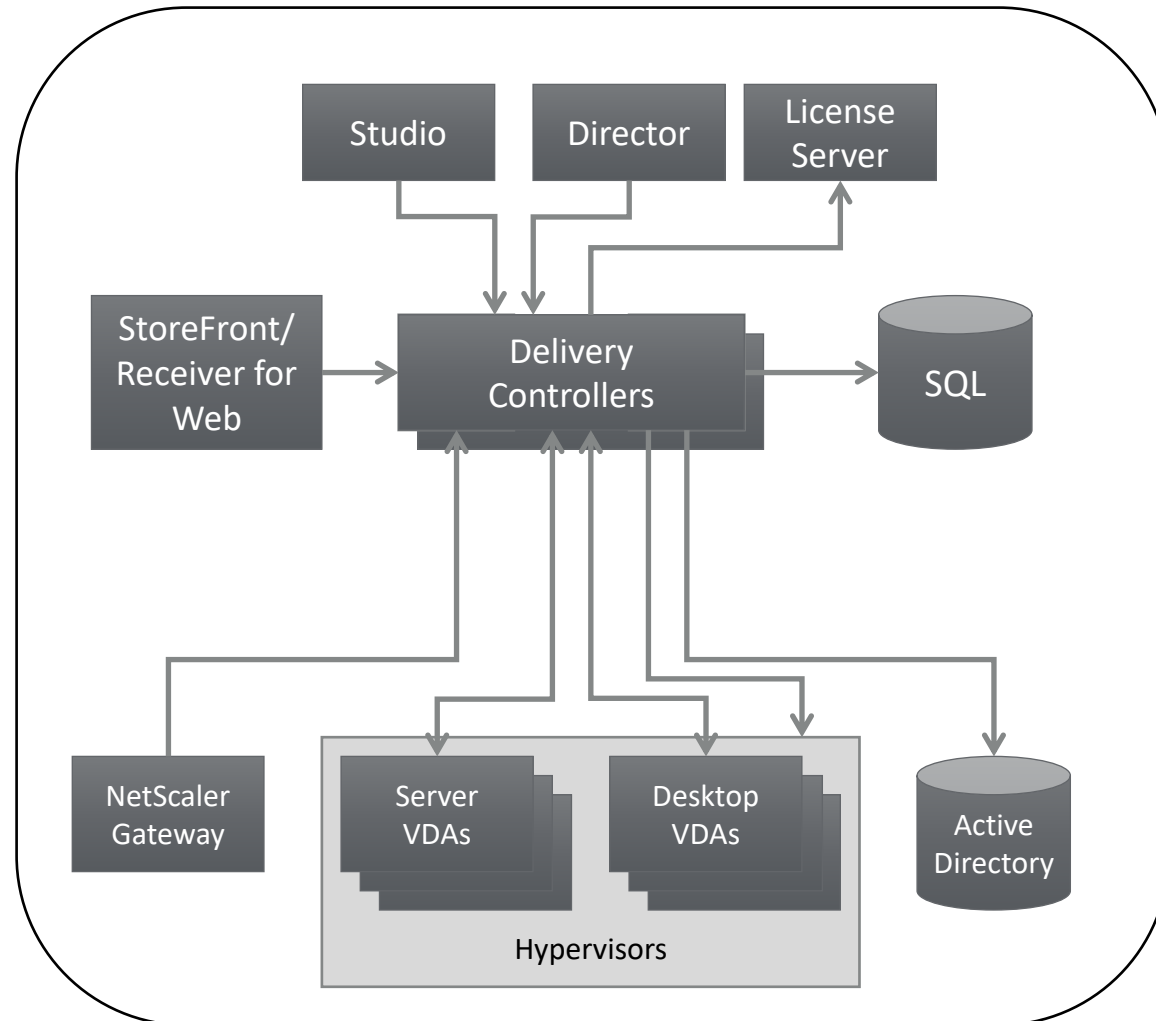 Studio
Director
License
Server
StoreFront/
Receiver for
Web
Delivery
Controllers
SQL
NetScaler
Gateway
Server
VDAs
Desktop
VDAs
Active
Directory
Hypervisors